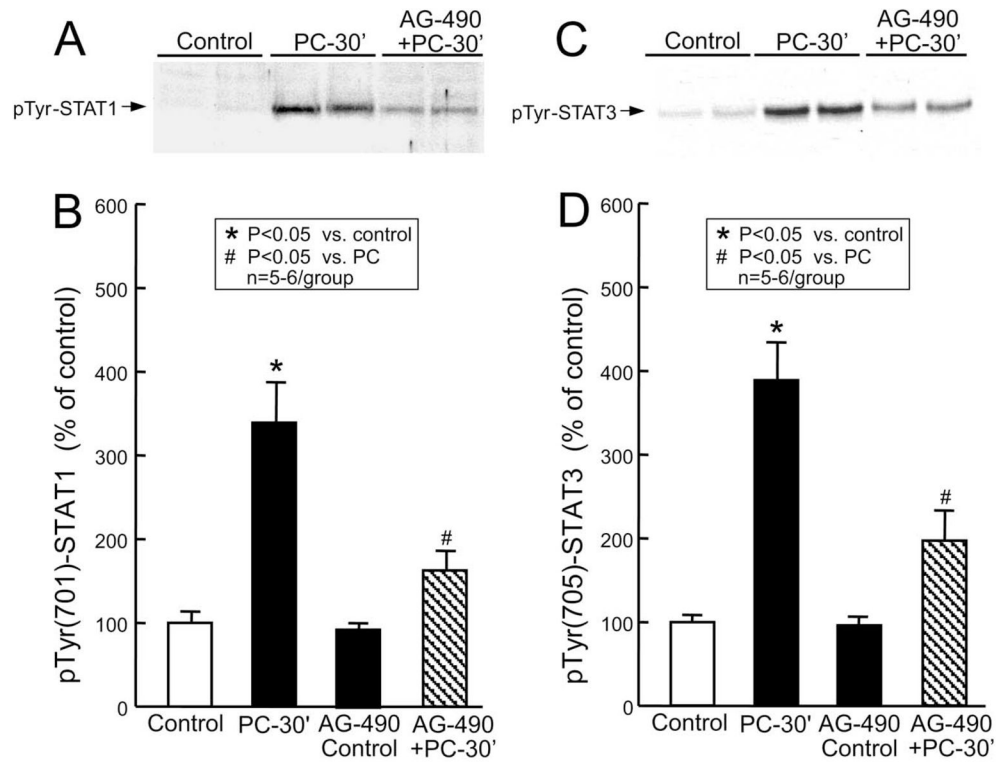 A
Control
PC-30'
AG-490
+PC-30'
pTyr-STAT1
B
pTyr(701)-STAT1 (% of control)
600
500
400
300
200
100
0
* P<0.05 vs. control
# P<0.05 vs. PC
n=5-6/group
*
#
Control
PC-30'
AG-490
Control
AG-490
+PC-30'
C
Control
PC-30'
AG-490
+PC-30'
pTyr-STAT3
D
pTyr(705)-STAT3 (% of control)
600
500
400
300
200
100
0
* P<0.05 vs. control
# P<0.05 vs. PC
n=5-6/group
*
#
Control
PC-30'
AG-490
Control
AG-490
+PC-30'